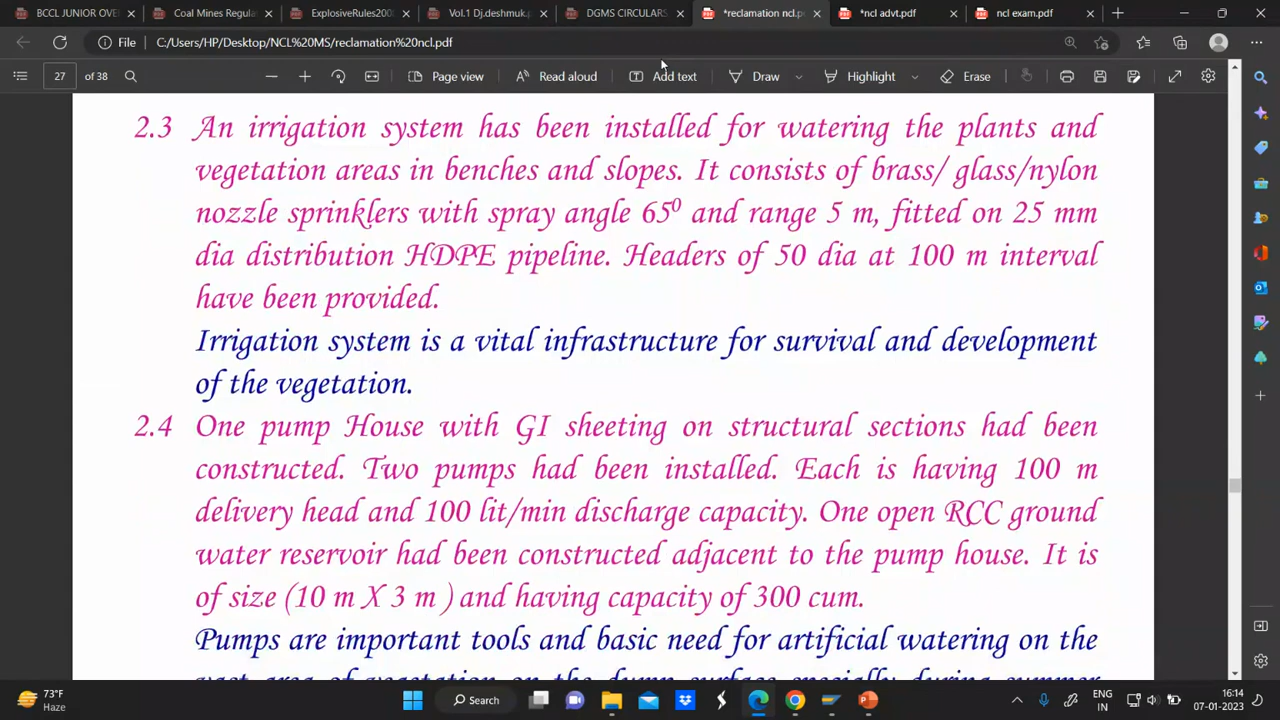 BCCL JUNIOR OVE
Coal Mines Regula
ExplosiveRules200
Vol.1 Dj.deshmuk.p
DGMS CIRCULARS
*reclamation ncl.pd
*ncl advt.pdf
ncl exam.pdf
File C:/Users/HP/Desktop/NCL%20MS/reclamation%20ncl.pdf
27 of 38 Page view Read aloud Add text Draw Highlight Erase
2.3 An irrigation system has been installed for watering the plants and
vegetation areas in benches and slopes. It consists of brass/ glass/nylon
nozzle sprinklers with spray angle 65⁰ and range 5 m, fitted on 25 mm
dia distribution HDPE pipeline. Headers of 50 dia at 100 m interval
have been provided.
Irrigation system is a vital infrastructure for survival and development
of the vegetation.
2.4 One pump House with GI sheeting on structural sections had been
constructed. Two pumps had been installed. Each is having 100 m
delivery head and 100 lit/min discharge capacity. One open RCC ground
water reservoir had been constructed adjacent to the pump house. It is
of size (10 m X 3 m ) and having capacity of 300 cum.
Pumps are important tools and basic need for artificial watering on the
73°F
Haze
Search
ENG
IN
16:14
07-01-2023